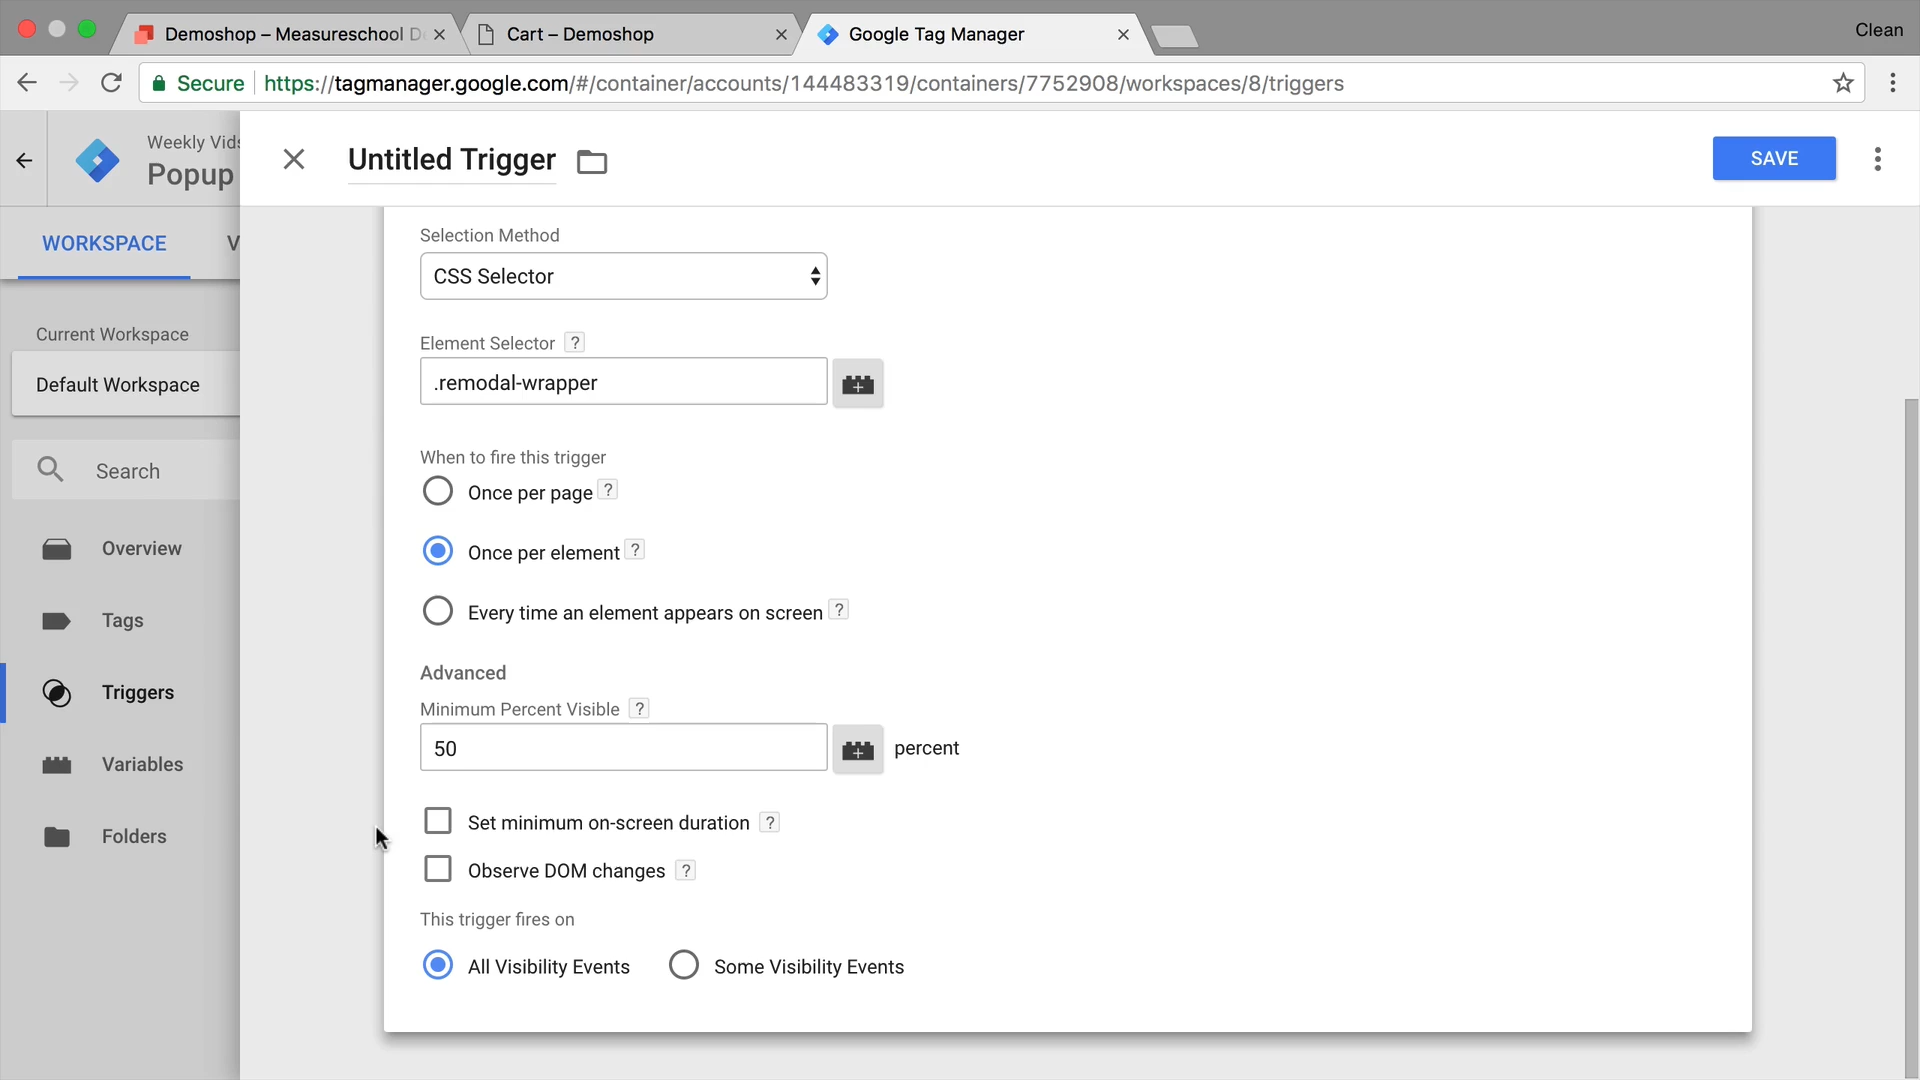 Demoshop – Measureschool D
Cart – Demoshop
Google Tag Manager
Clean
Secure
https://tagmanager.google.com/#/container/accounts/144483319/containers/7752908/workspaces/8/triggers
Weekly Vids
Popup
Untitled Trigger
SAVE
WORKSPACE
V
Current Workspace
Default Workspace
Search
Overview
Tags
Triggers
Variables
Folders
Selection Method
CSS Selector
Element Selector ?
.remodal-wrapper
When to fire this trigger
Once per page ?
Once per element ?
Every time an element appears on screen ?
Advanced
Minimum Percent Visible ?
50
percent
Set minimum on-screen duration ?
Observe DOM changes ?
This trigger fires on
All Visibility Events
Some Visibility Events